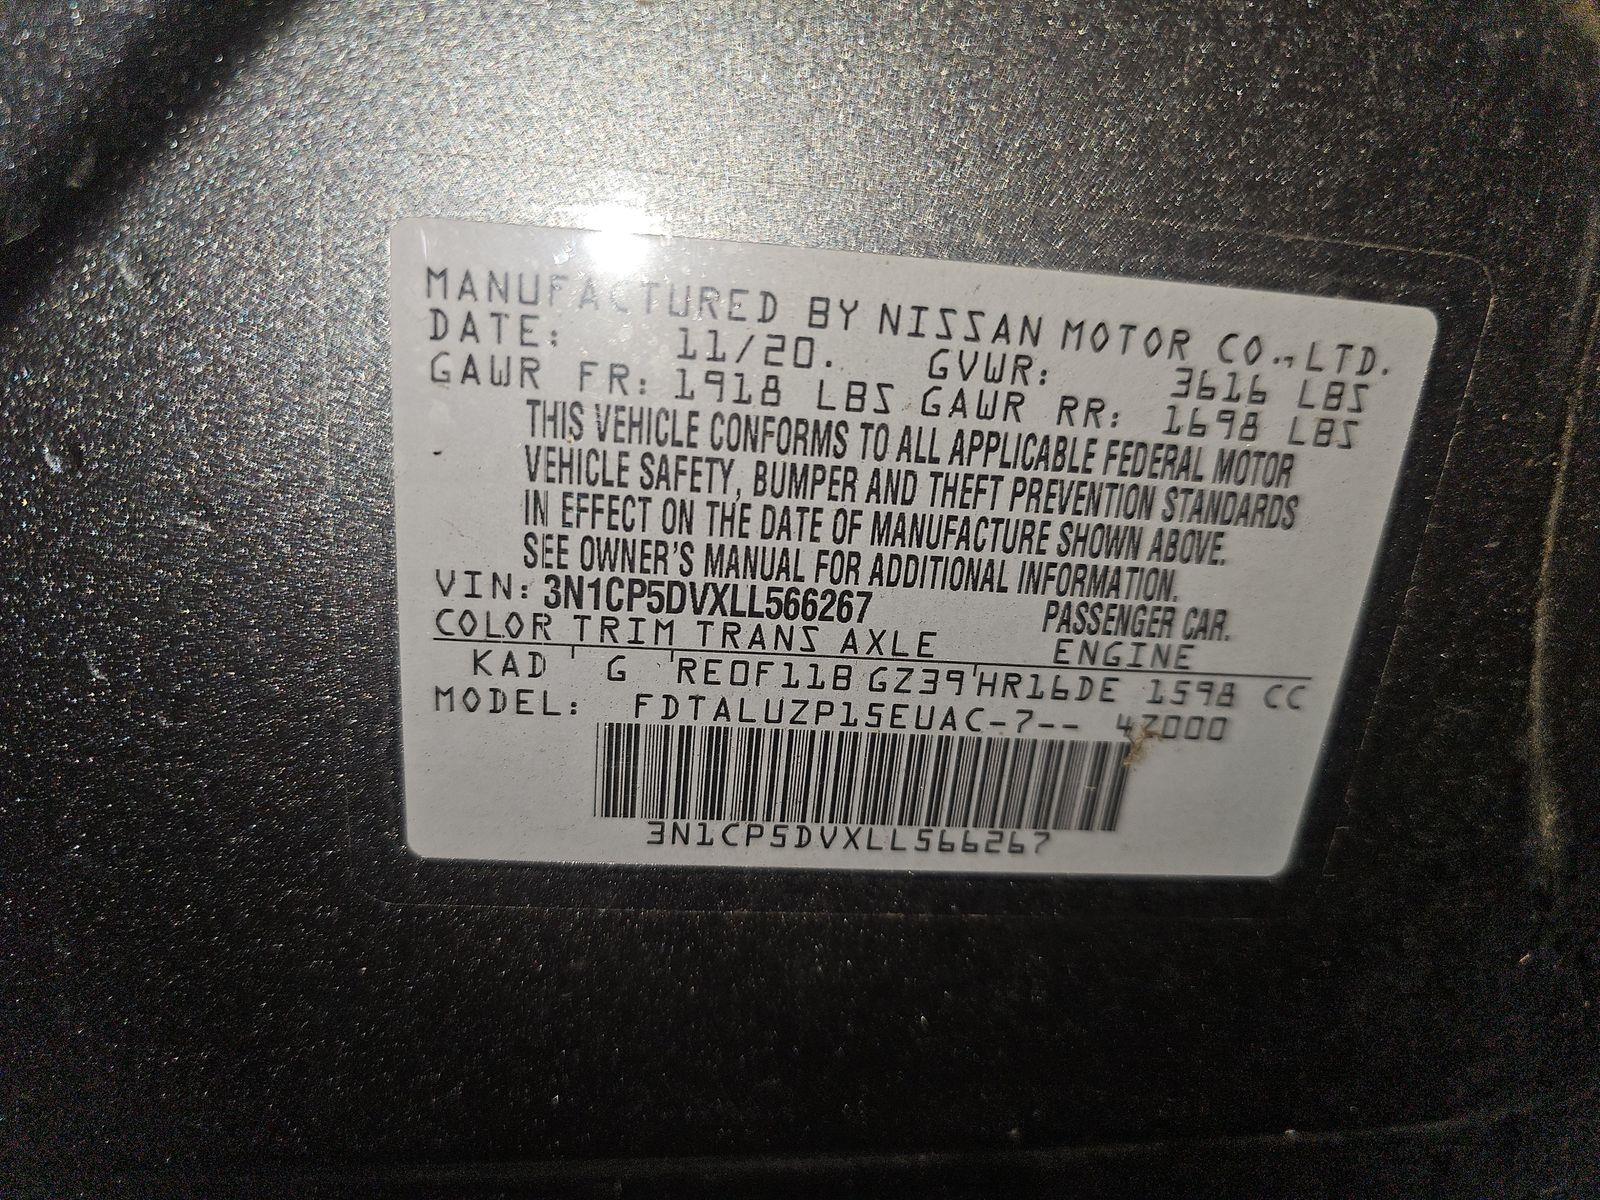 MANUFACTURED BY NISSAN MOTOR CO.,LTD.
DATE: 11/20. GVWR: 3616 LBS
GAWR FR: 1918 LBS GAWR RR: 1698 LBS
THIS VEHICLE CONFORMS TO ALL APPLICABLE FEDERAL MOTOR
VEHICLE SAFETY, BUMPER AND THEFT PREVENTION STANDARDS
IN EFFECT ON THE DATE OF MANUFACTURE SHOWN ABOVE.
SEE OWNER'S MANUAL FOR ADDITIONAL INFORMATION.
VIN: 3N1CP5DVXLL566267 PASSENGER CAR.
COLOR TRIM TRANS AXLE ENGINE
KAD G RE0F11B GZ39 HR16DE 1598 CC
MODEL: FDTALUZP15EUAC-7-- 4Z000
3N1CP5DVXLL566267